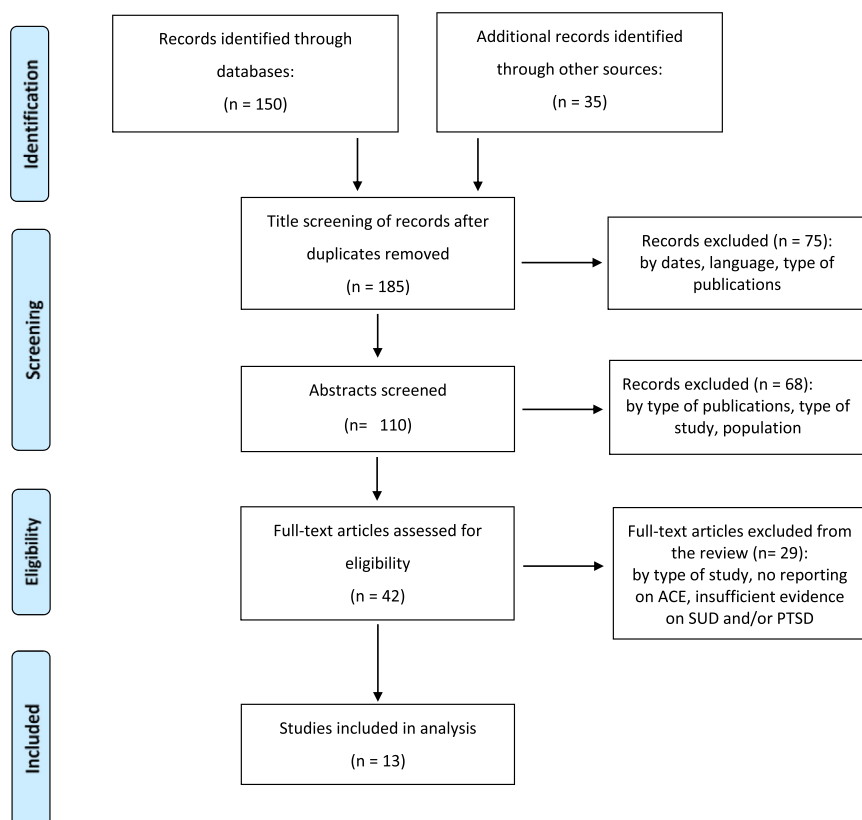 Identification
Records identified through
databases:
(n = 150)
Additional records identified
through other sources:
(n = 35)
Screening
Title screening of records after
duplicates removed
(n = 185)
Records excluded (n = 75):
by dates, language, type of
publications
Abstracts screened
(n= 110)
Records excluded (n = 68):
by type of publications, type of
study, population
Eligibility
Full-text articles assessed for
eligibility
(n = 42)
Full-text articles excluded from
the review (n= 29):
by type of study, no reporting
on ACE, insufficient evidence
on SUD and/or PTSD
Included
Studies included in analysis
(n = 13)